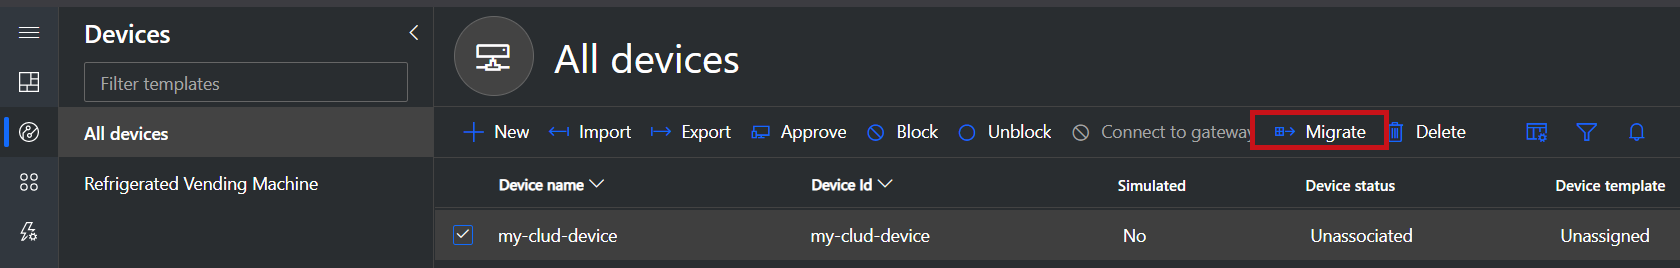 Devices
Filter templates
All devices
Refrigerated Vending Machine
All devices
New Import Export Approve Block Unblock Connect to gateway Migrate Delete
Device name Device Id Simulated Device status Device template
my-clud-device my-clud-device No Unassociated Unassigned